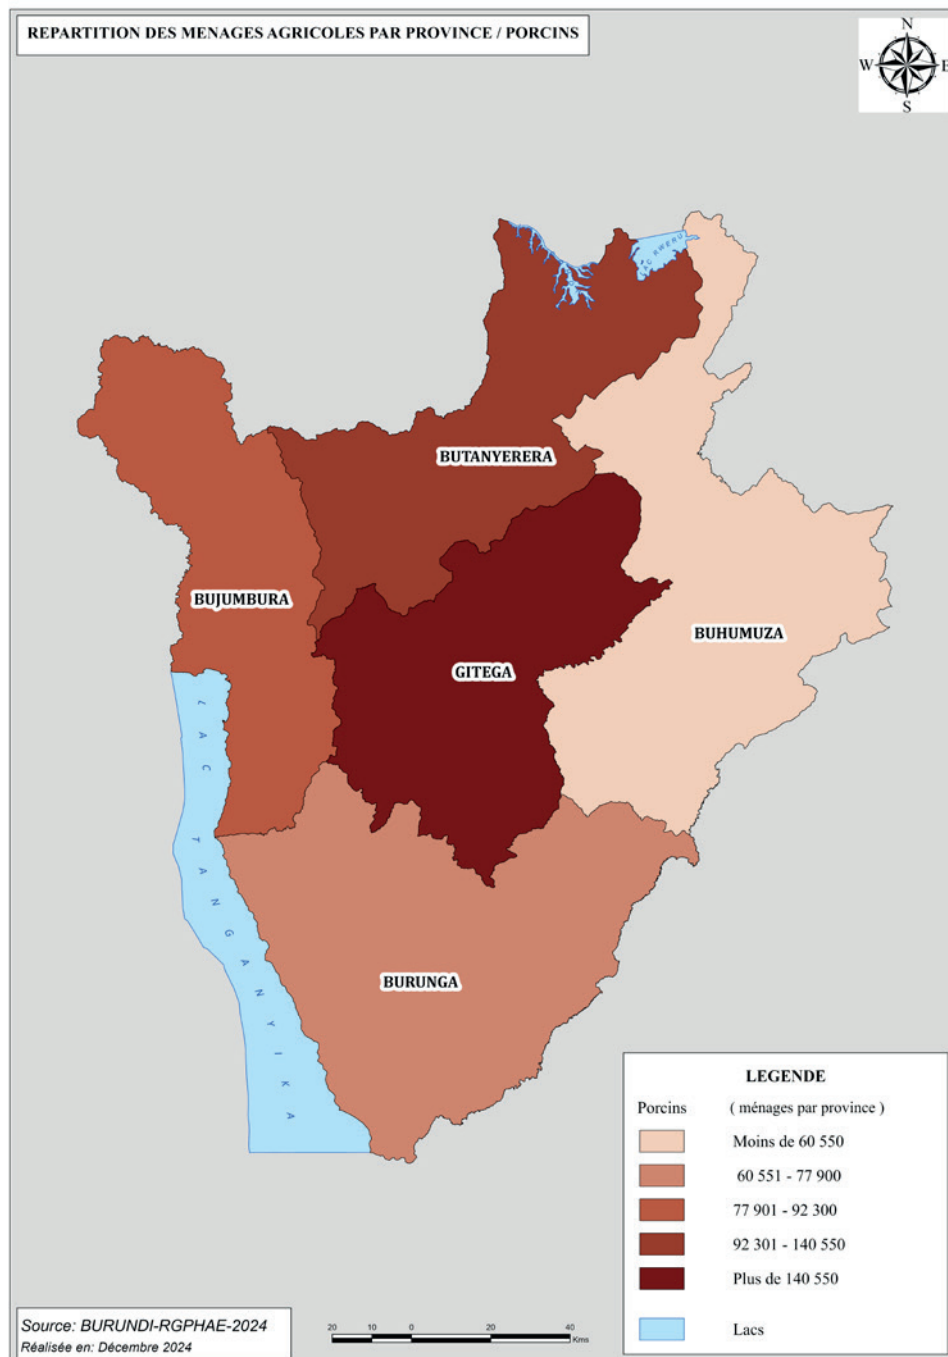 REPARTITION DES MENAGES AGRICOLES PAR PROVINCE / PORCINS
N
W E
S
LAC RWERU
BUTANYERERA
BUJUMBURA
BUHUMUZA
GITEGA
LAC TANGANYIKA
BURUNGA
LEGENDE
Porcins ( ménages par province )
Moins de 60 550
60 551 - 77 900
77 901 - 92 300
92 301 - 140 550
Plus de 140 550
Lacs
Source: BURUNDI-RGPHAE-2024
Réalisée en: Décembre 2024
20 10 0 20 40
Kms